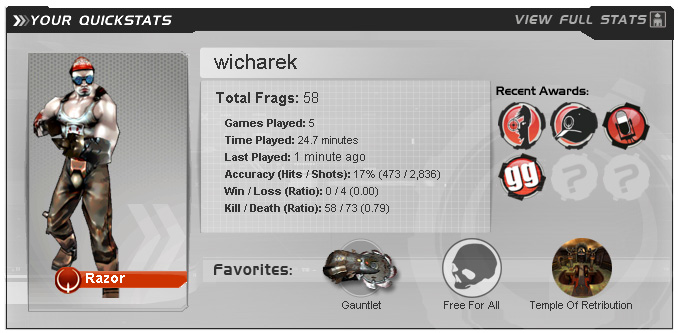 YOUR QUICKSTATS
VIEW FULL STATS
wicharek
Total Frags: 58
Games Played: 5
Time Played: 24.7 minutes
Last Played: 1 minute ago
Accuracy (Hits / Shots): 17% (473 / 2,836)
Win / Loss (Ratio): 0 / 4 (0.00)
Kill / Death (Ratio): 58 / 73 (0.79)
Recent Awards:
gg ? ?
Razor
Favorites:
Gauntlet
Free For All
Temple Of Retribution